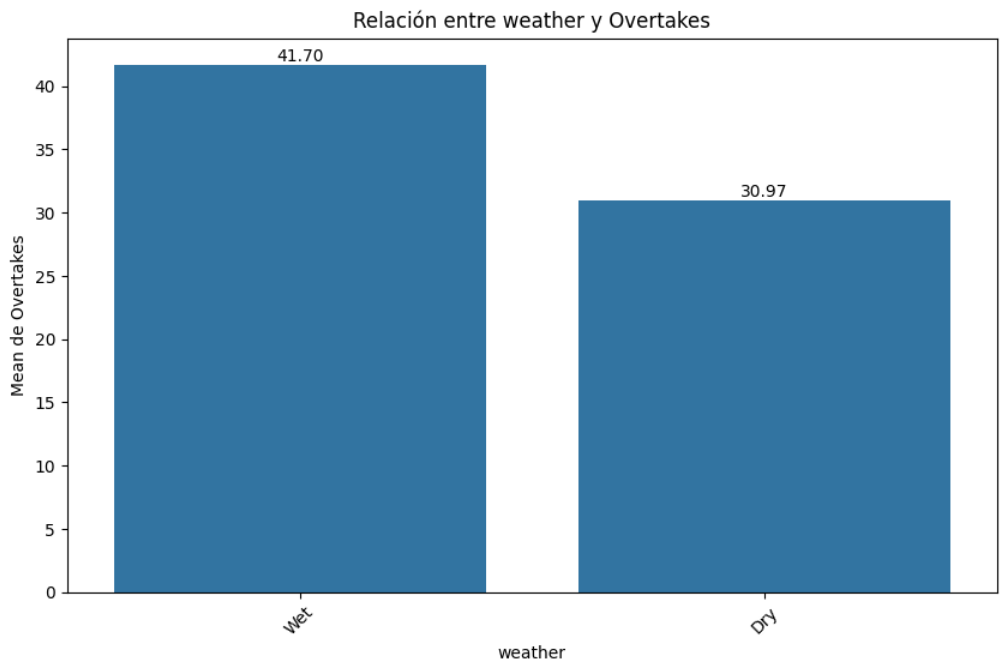 Relación entre weather y Overtakes
41.70
30.97
Mean de Overtakes
40
35
30
25
20
15
10
5
0
Wet
Dry
weather